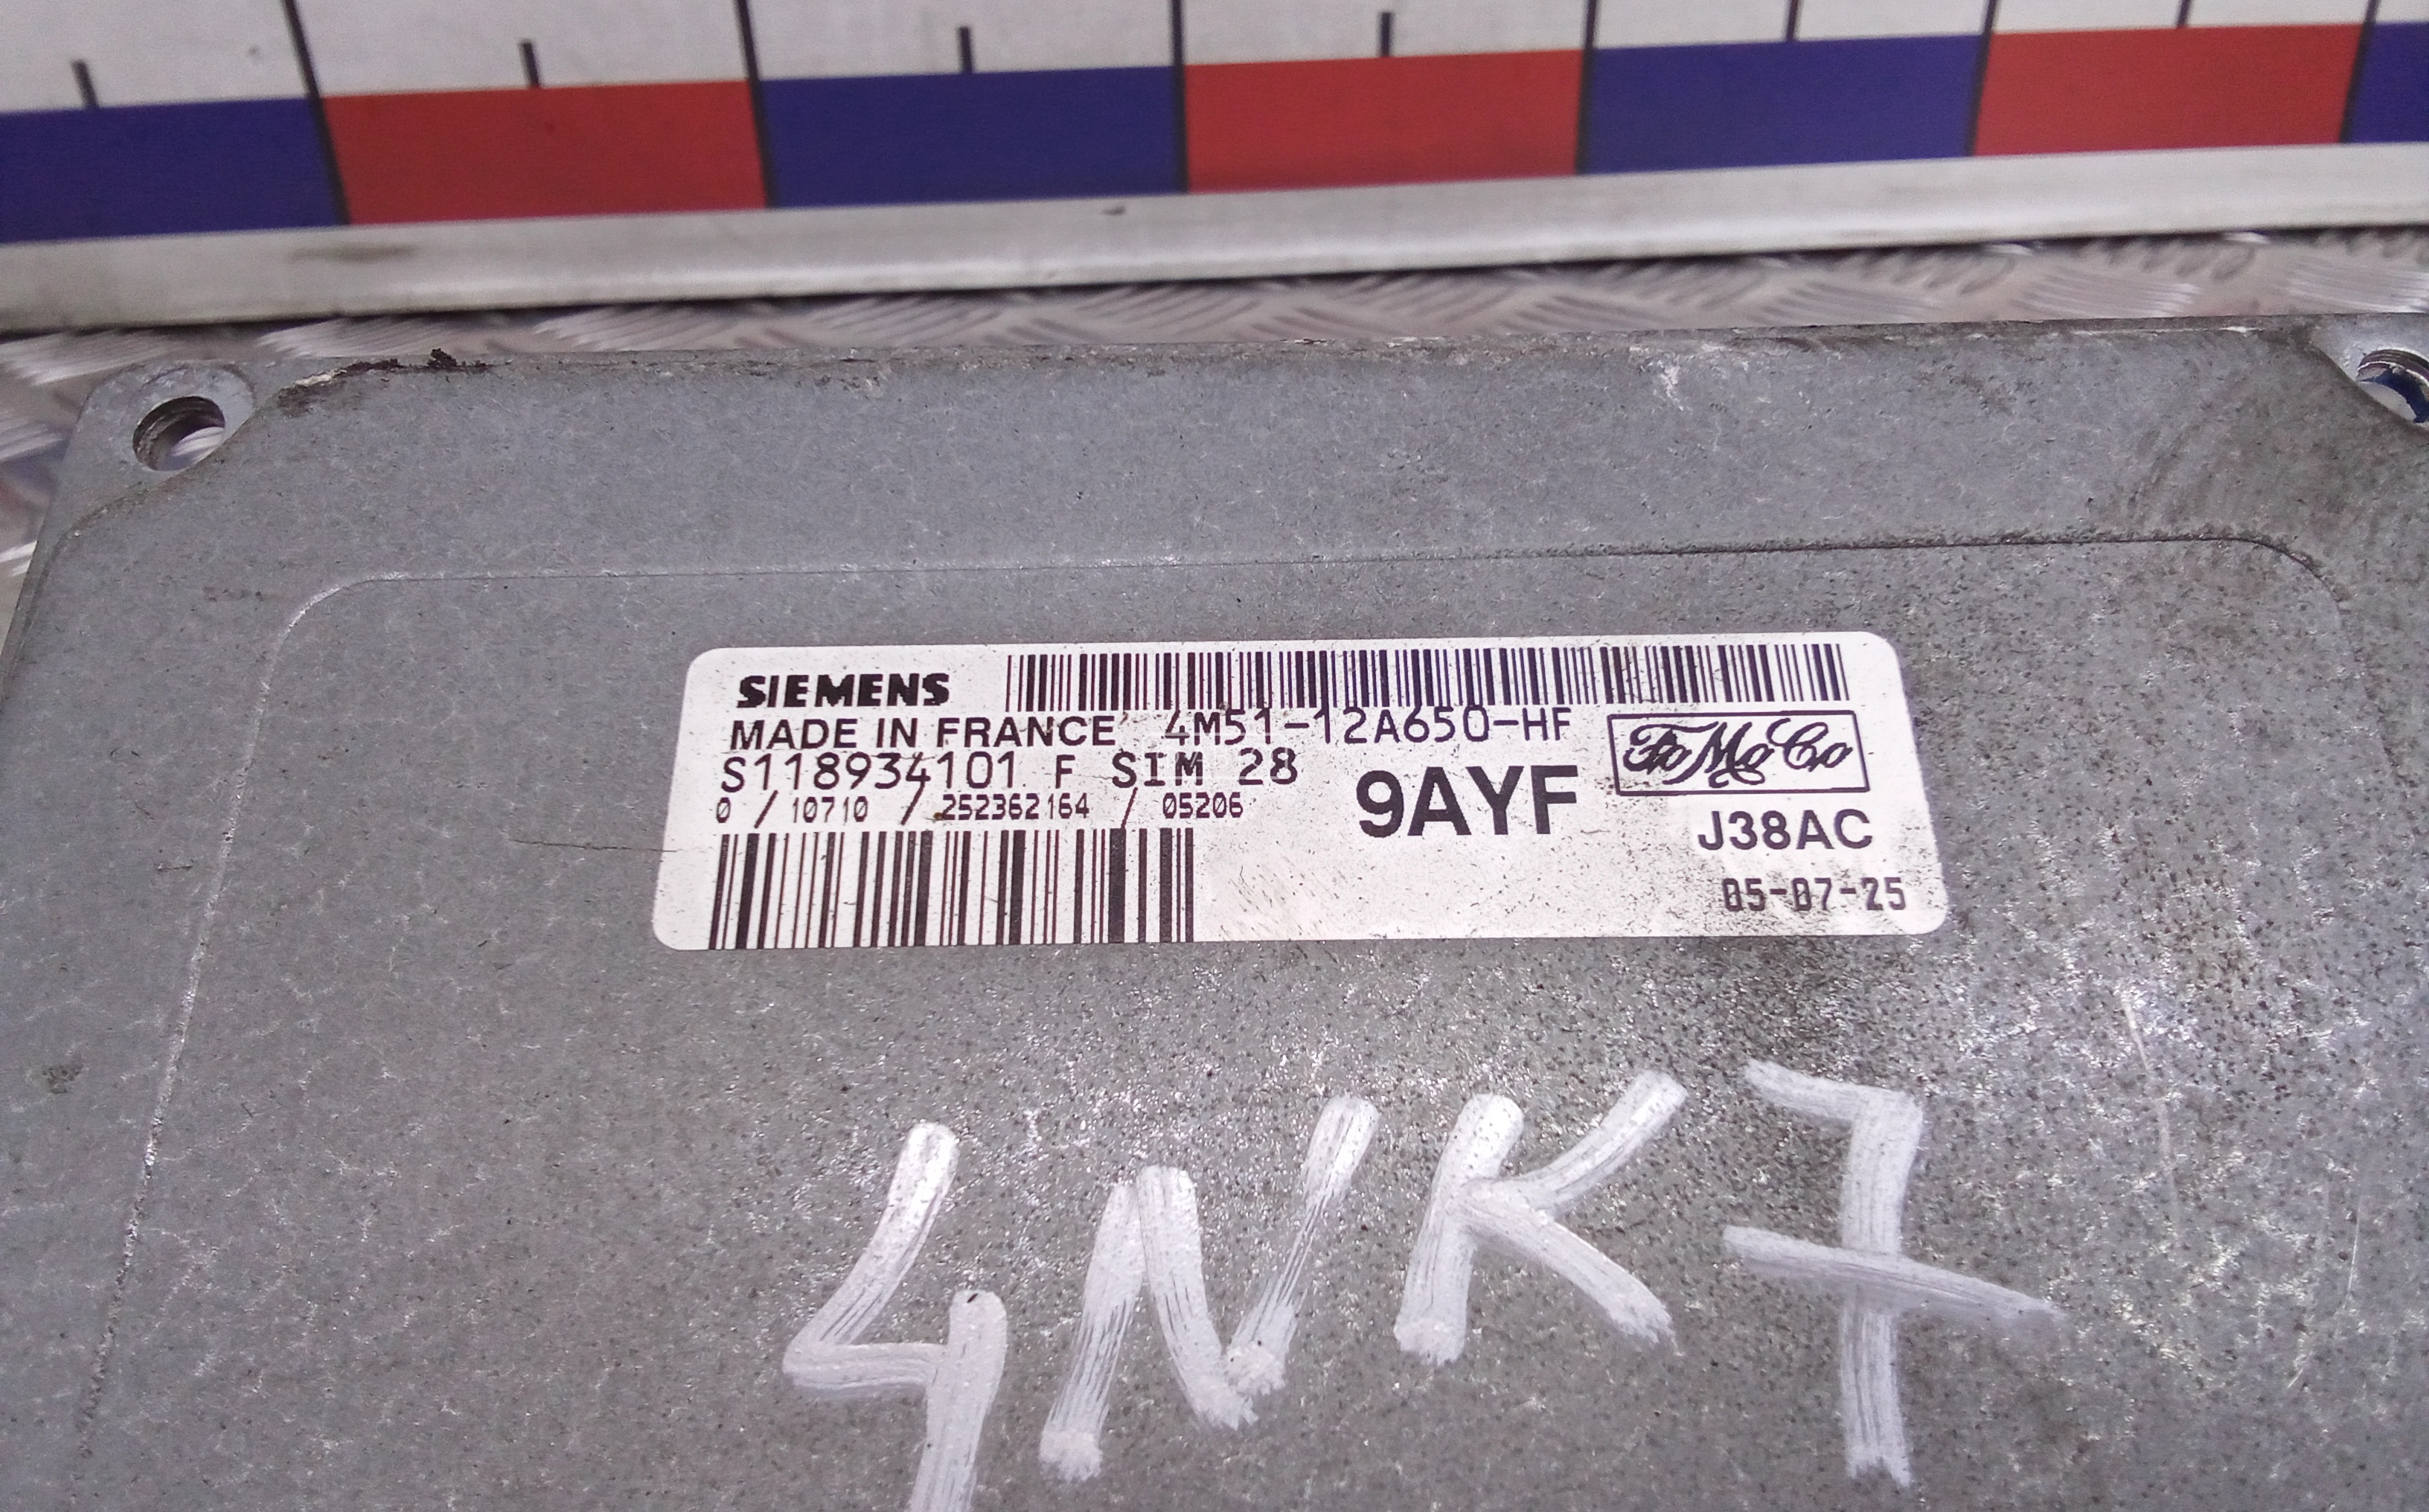 SIEMENS
MADE IN FRANCE 4M51-12A650-HF
S118934101 F SIM 28
0 / 10710 / 252362164 / 05206
9AYF
FoMoCo
J38AC
05-07-25
4NK7